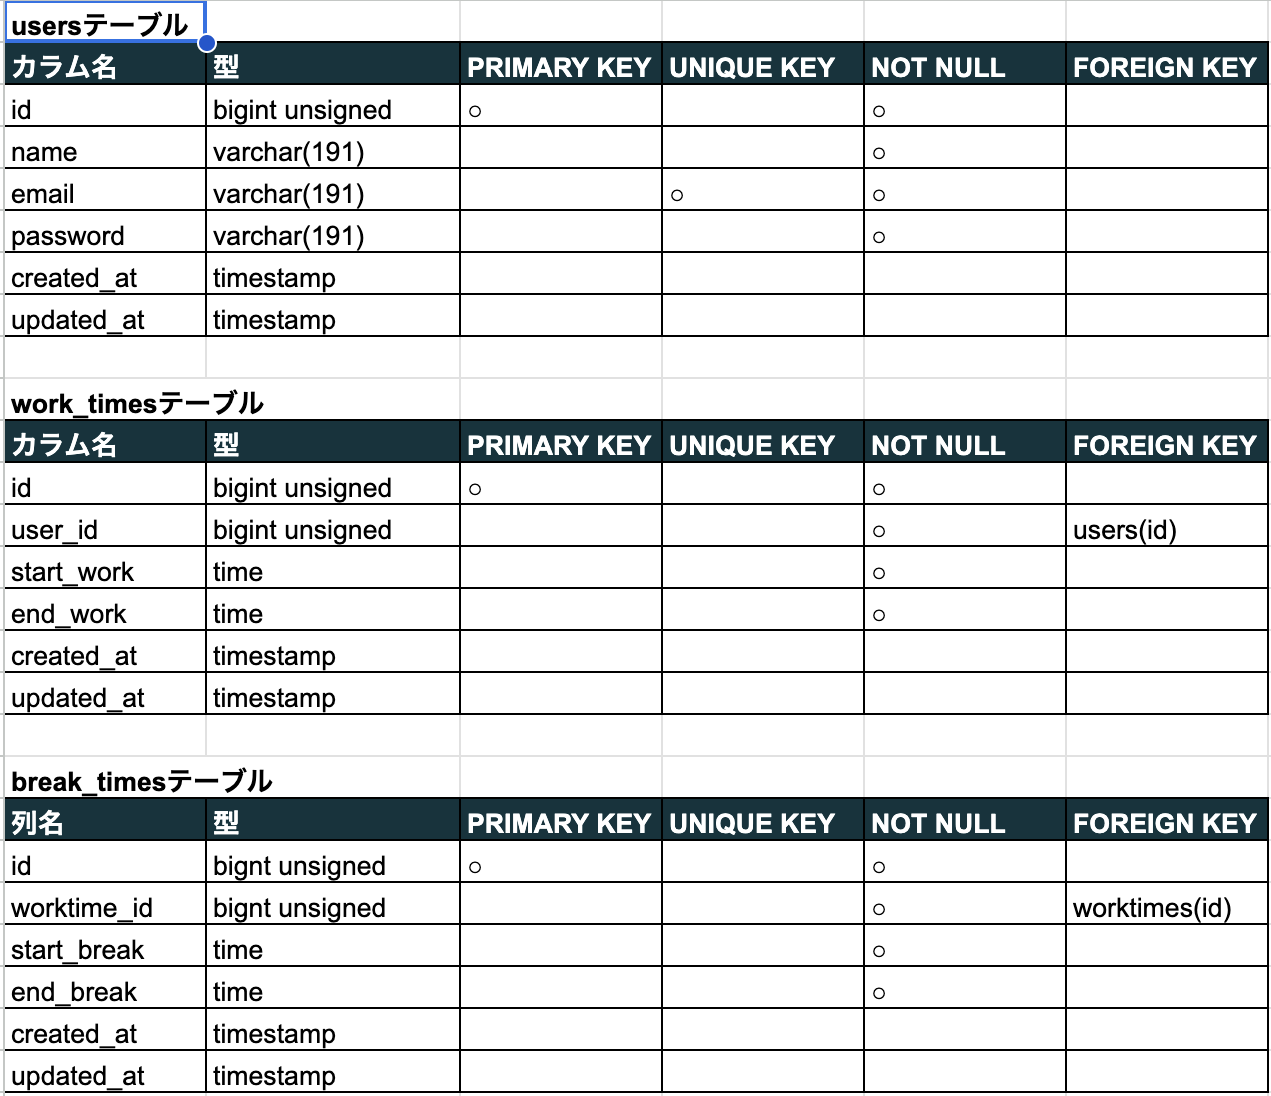 usersテーブル
カラム名 型 PRIMARY KEY UNIQUE KEY NOT NULL FOREIGN KEY
id bigint unsigned ○ ○
name varchar(191) ○
email varchar(191) ○ ○
password varchar(191) ○
created_at timestamp
updated_at timestamp
work_timesテーブル
カラム名 型 PRIMARY KEY UNIQUE KEY NOT NULL FOREIGN KEY
id bigint unsigned ○ ○
user_id bigint unsigned ○ users(id)
start_work time ○
end_work time ○
created_at timestamp
updated_at timestamp
break_timesテーブル
列名 型 PRIMARY KEY UNIQUE KEY NOT NULL FOREIGN KEY
id bignt unsigned ○ ○
worktime_id bignt unsigned ○ worktimes(id)
start_break time ○
end_break time ○
created_at timestamp
updated_at timestamp